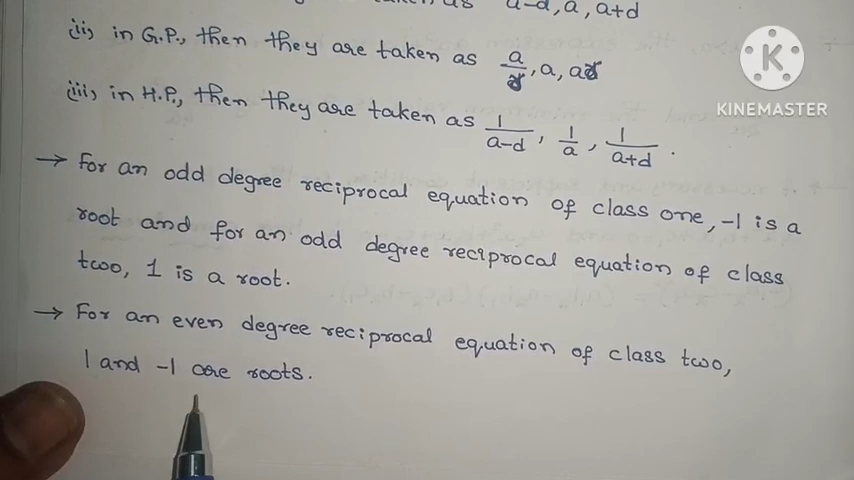 taken as a-d, a, a+d
(ii) in G.P., then they are taken as a/r, a, ar
(iii) in H.P., then they are taken as 1/(a-d), 1/a, 1/(a+d).
→ For an odd degree reciprocal equation of class one, -1 is a
root and for an odd degree reciprocal equation of class
two, 1 is a root.
→ For an even degree reciprocal equation of class two,
1 and -1 are roots.
KINEMASTER